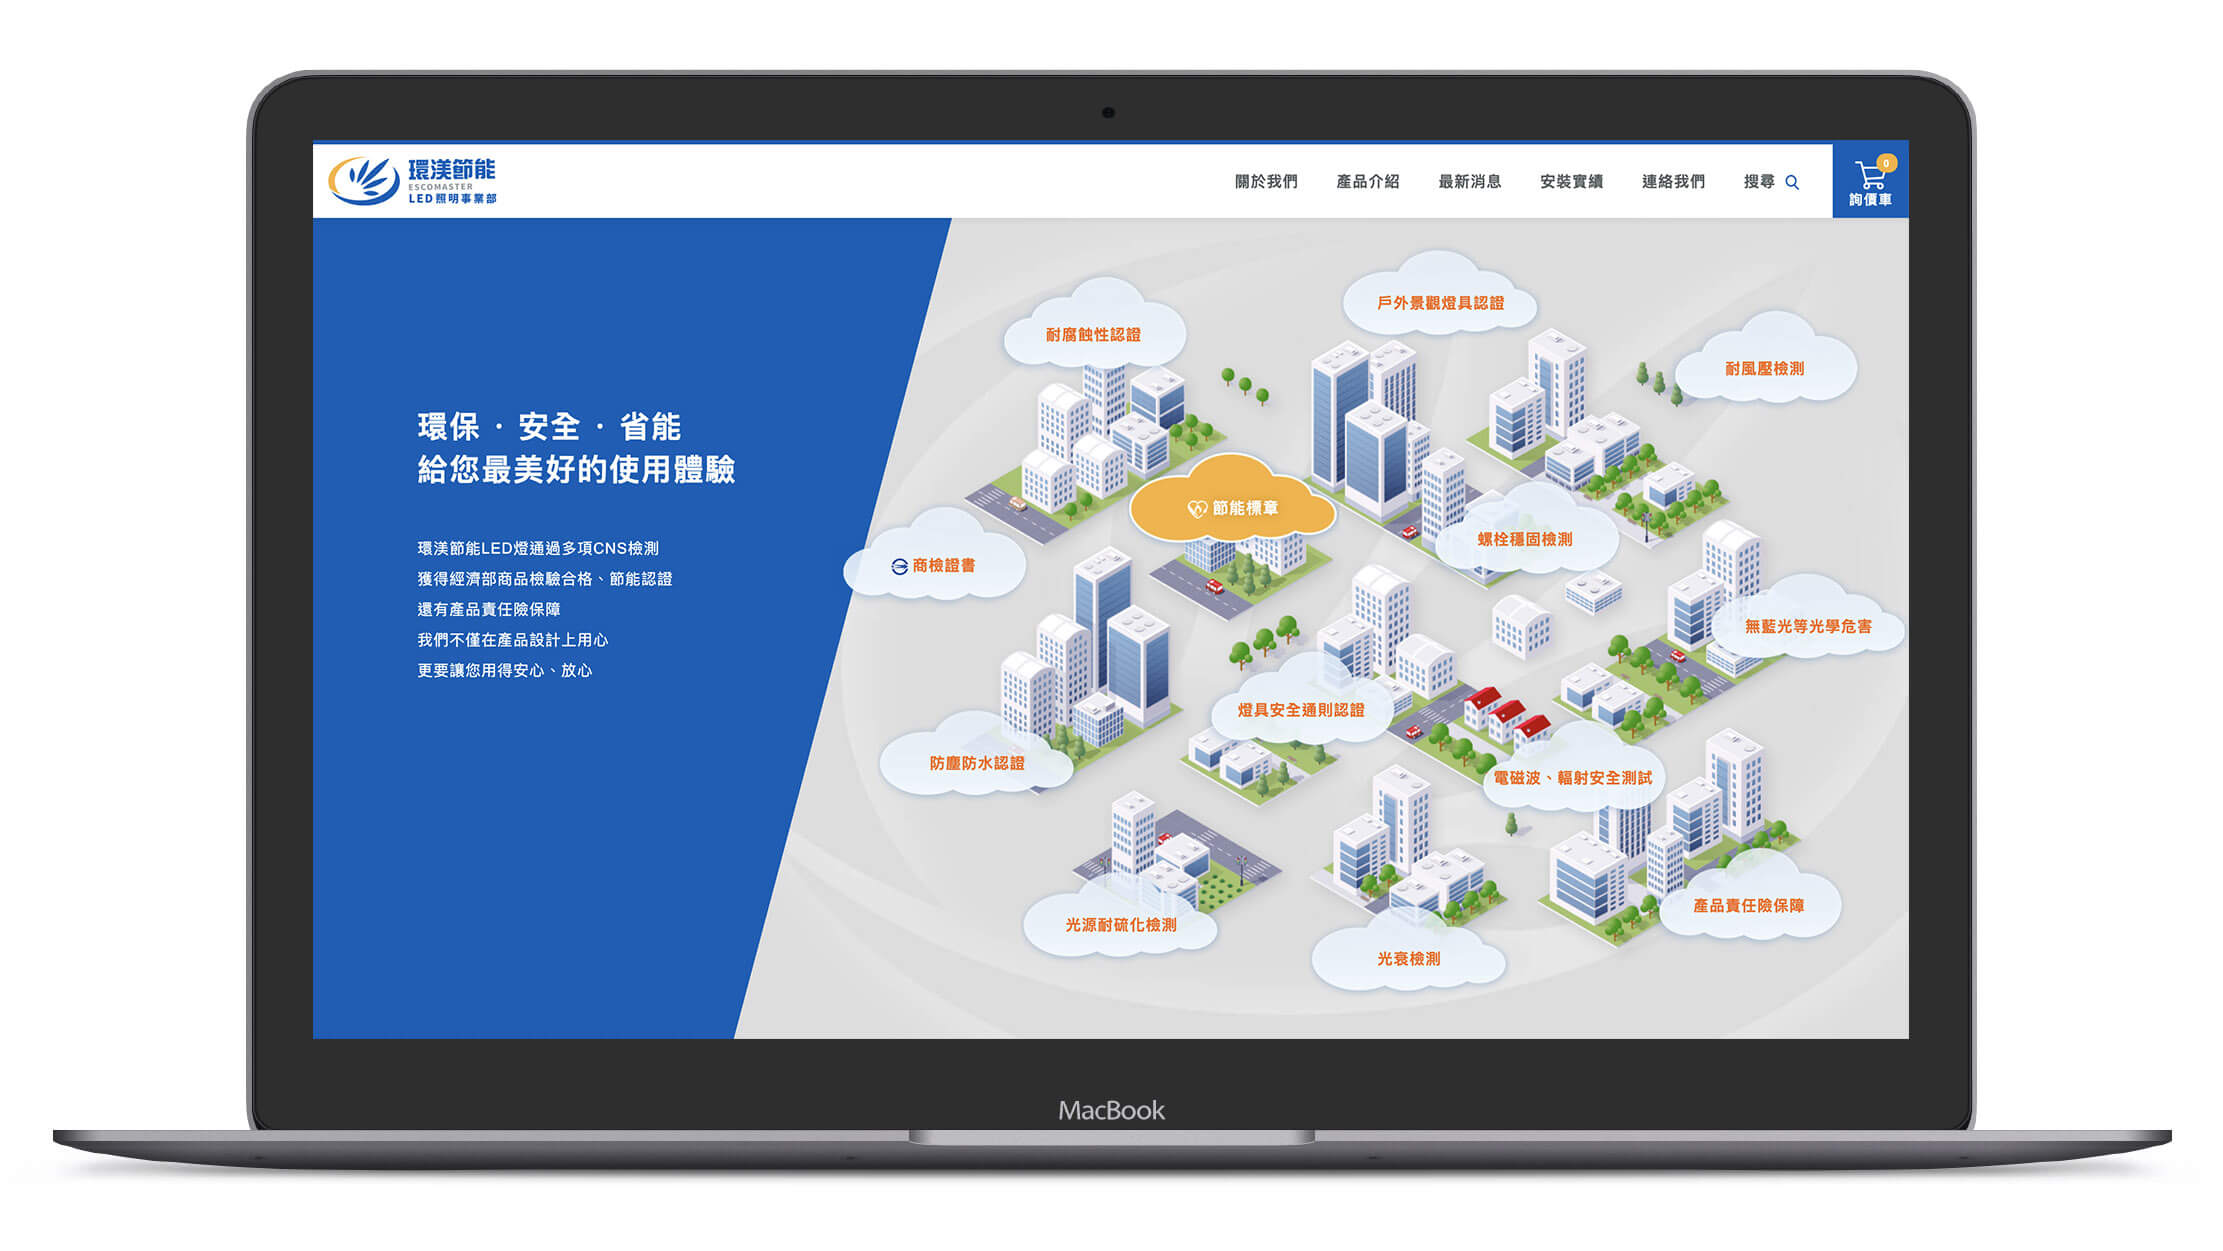 環渼節能
ESCOMASTER
LED照明事業部
關於我們
產品介紹
最新消息
安裝實績
連絡我們
搜尋
0
詢價車
環保・安全・省能
給您最美好的使用體驗
環渼節能LED燈通過多項CNS檢測
獲得經濟部商品檢驗合格、節能認證
還有產品責任險保障
我們不僅在產品設計上用心
更要讓您用得安心、放心
戶外景觀燈具認證
耐腐蝕性認證
耐風壓檢測
節能標章
螺栓穩固檢測
商檢證書
無藍光等光學危害
燈具安全通則認證
防塵防水認證
電磁波、輻射安全測試
產品責任險保障
光源耐硫化檢測
光衰檢測
MacBook